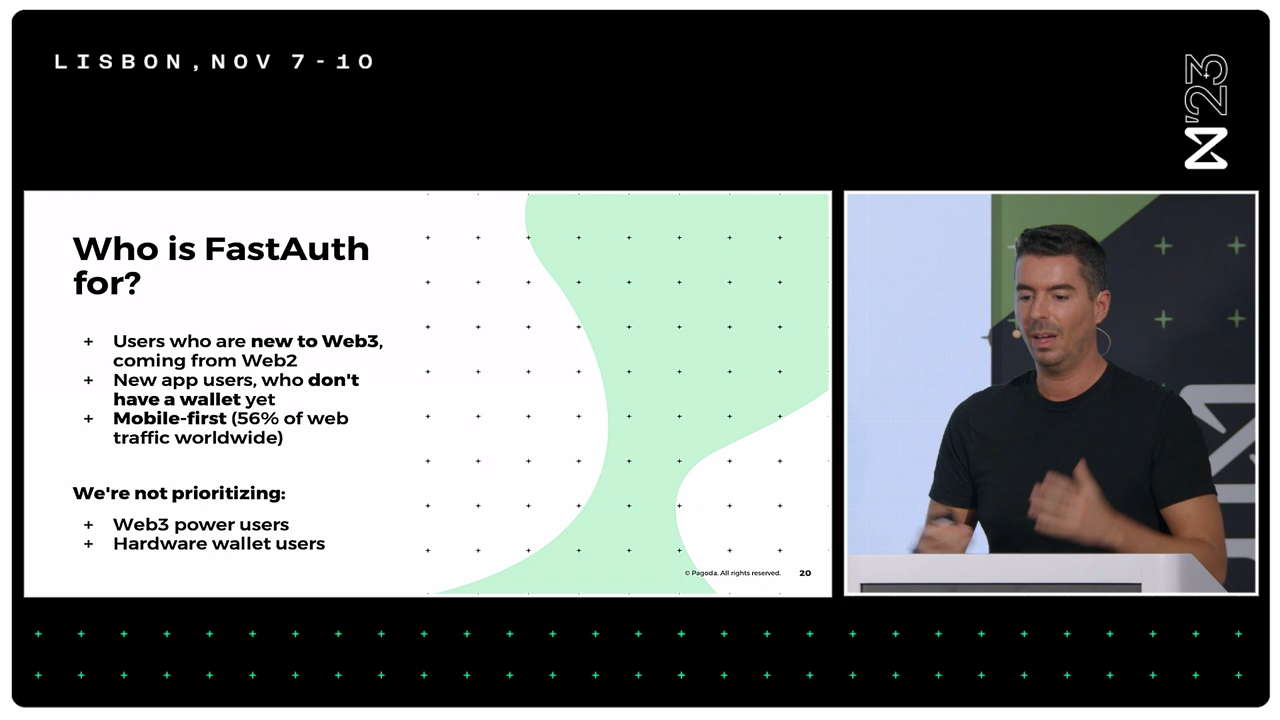 LISBON, NOV 7-10
'23
Who is FastAuth
for?
+ Users who are new to Web3,
coming from Web2
+ New app users, who don't
have a wallet yet
+ Mobile-first (56% of web
traffic worldwide)
We're not prioritizing:
+ Web3 power users
+ Hardware wallet users
© Pagoda. All rights reserved.
20